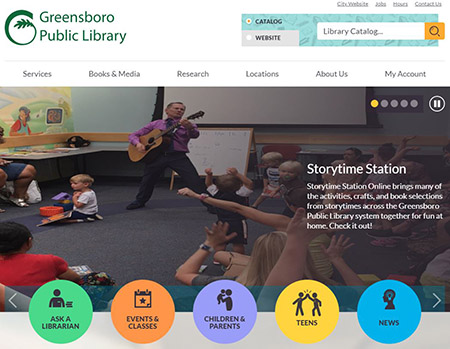 City Website Jobs Hours Contact Us
Greensboro
Public Library
CATALOG
WEBSITE
Library Catalog...
Services Books & Media Research Locations About Us My Account
Storytime Station
Storytime Station Online brings many of
the activities, crafts, and book selections
from storytimes across the Greensboro
Public Library system together for fun at
home. Check it out!
ASK A
LIBRARIAN
EVENTS &
CLASSES
CHILDREN &
PARENTS
TEENS
NEWS